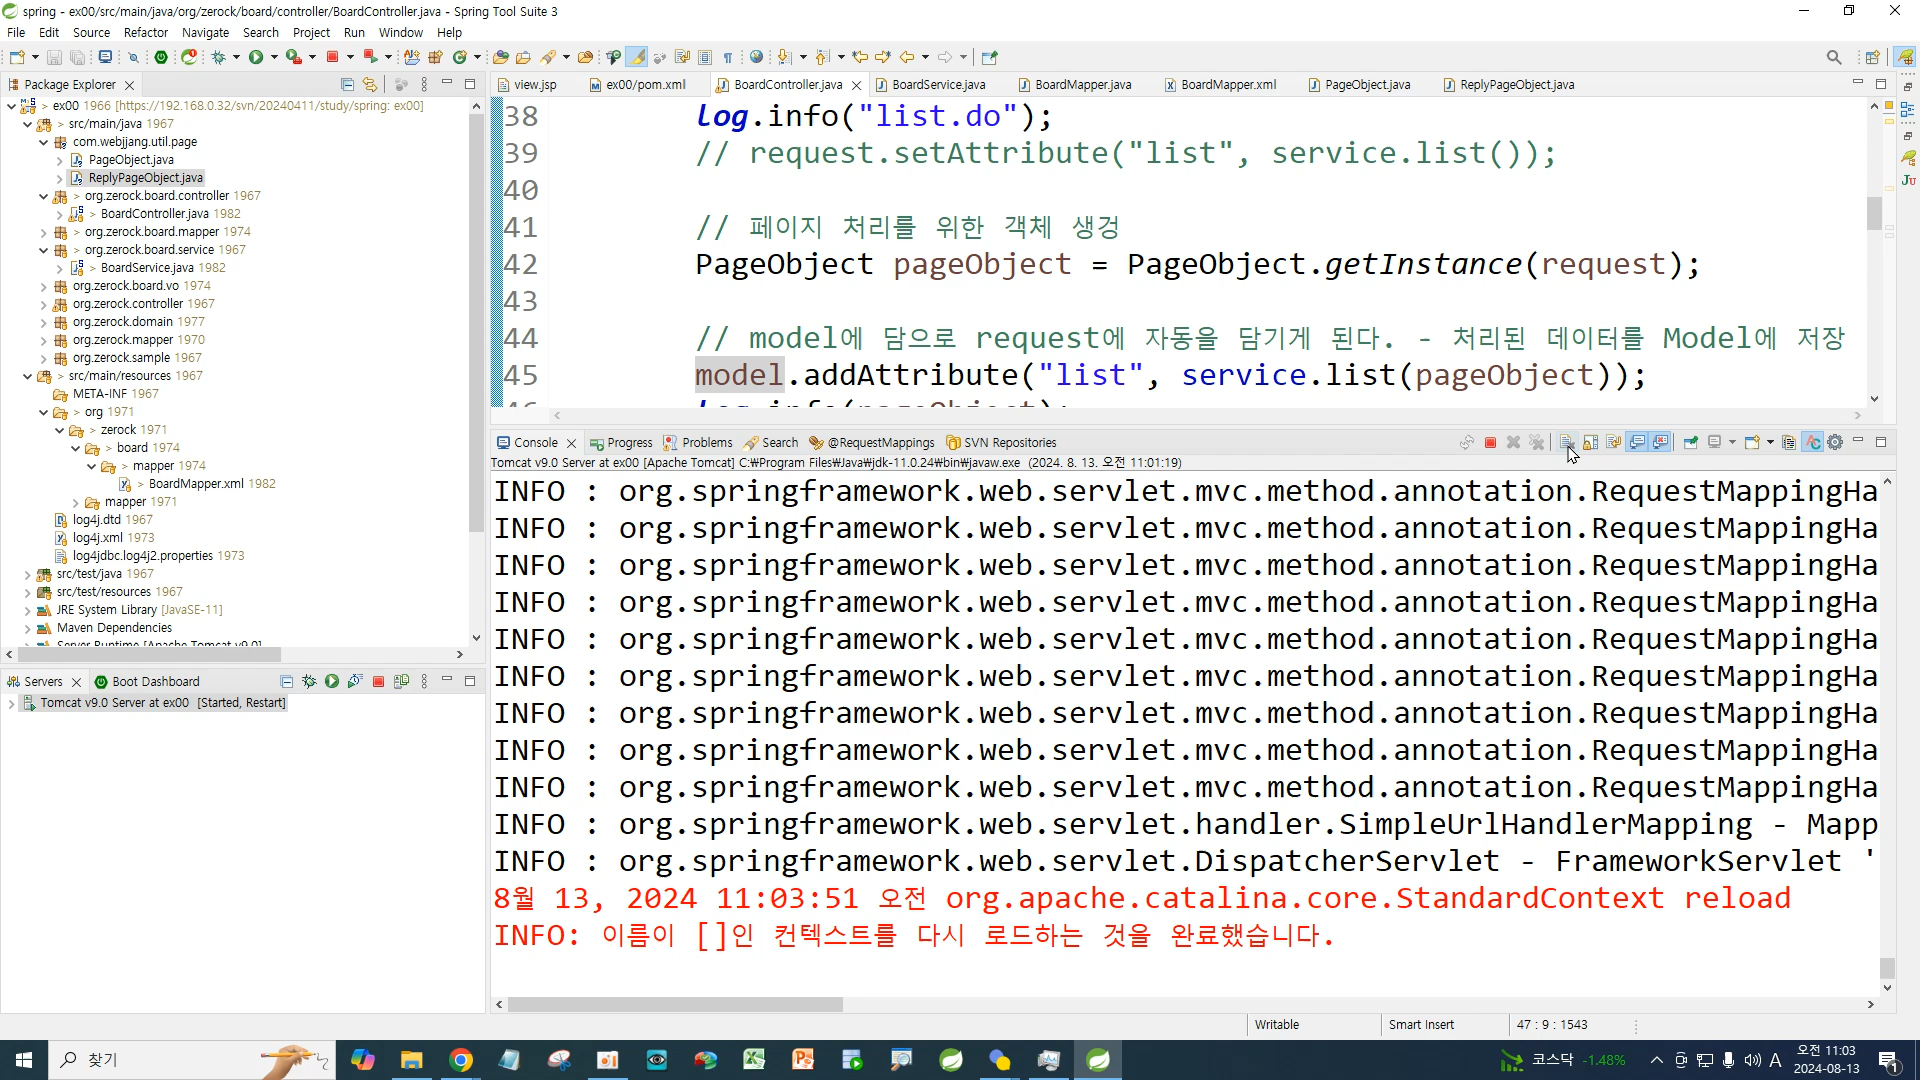 spring - ex00/src/main/java/org/zerock/board/controller/BoardController.java - Spring Tool Suite 3
File Edit Source Refactor Navigate Search Project Run Window Help
Package Explorer
ex00 1966 [https://192.168.0.32/svn/20240411/study/spring: ex00]
src/main/java 1967
com.webjjang.util.page
PageObject.java
ReplyPageObject.java
org.zerock.board.controller 1967
BoardController.java 1982
org.zerock.board.mapper 1974
org.zerock.board.service 1967
BoardService.java 1982
org.zerock.board.vo 1974
org.zerock.controller 1967
org.zerock.domain 1977
org.zerock.mapper 1970
org.zerock.sample 1967
src/main/resources 1967
META-INF 1967
org 1971
zerock 1971
board 1974
mapper 1974
BoardMapper.xml 1982
mapper 1971
log4j.dtd 1967
log4j.xml 1973
log4jdbc.log4j2.properties 1973
src/test/java 1967
src/test/resources 1967
JRE System Library [JavaSE-11]
Maven Dependencies
Server Runtime [Apache Tomcat v9.0]
Servers Boot Dashboard
Tomcat v9.0 Server at ex00 [Started, Restart]
view.jsp ex00/pom.xml BoardController.java BoardService.java BoardMapper.java BoardMapper.xml PageObject.java ReplyPageObject.java
38 log.info("list.do");
39 // request.setAttribute("list", service.list());
40
41 // 페이지 처리를 위한 객체 생겅
42 PageObject pageObject = PageObject.getInstance(request);
43
44 // model에 담으로 request에 자동을 담기게 된다. - 처리된 데이터를 Model에 저장
45 model.addAttribute("list", service.list(pageObject));
46 log.info(pageObject);
Console Progress Problems Search @RequestMappings SVN Repositories
Tomcat v9.0 Server at ex00 [Apache Tomcat] C:₩Program Files₩Java₩jdk-11.0.24₩bin₩javaw.exe (2024. 8. 13. 오전 11:01:19)
INFO : org.springframework.web.servlet.mvc.method.annotation.RequestMappingHa
INFO : org.springframework.web.servlet.mvc.method.annotation.RequestMappingHa
INFO : org.springframework.web.servlet.mvc.method.annotation.RequestMappingHa
INFO : org.springframework.web.servlet.mvc.method.annotation.RequestMappingHa
INFO : org.springframework.web.servlet.mvc.method.annotation.RequestMappingHa
INFO : org.springframework.web.servlet.mvc.method.annotation.RequestMappingHa
INFO : org.springframework.web.servlet.mvc.method.annotation.RequestMappingHa
INFO : org.springframework.web.servlet.mvc.method.annotation.RequestMappingHa
INFO : org.springframework.web.servlet.mvc.method.annotation.RequestMappingHa
INFO : org.springframework.web.servlet.handler.SimpleUrlHandlerMapping - Mapp
INFO : org.springframework.web.servlet.DispatcherServlet - FrameworkServlet '
8월 13, 2024 11:03:51 오전 org.apache.catalina.core.StandardContext reload
INFO: 이름이 []인 컨텍스트를 다시 로드하는 것을 완료했습니다.
Writable Smart Insert 47 : 9 : 1543
찾기
코스닥 -1.48%
A
오전 11:03
2024-08-13
1